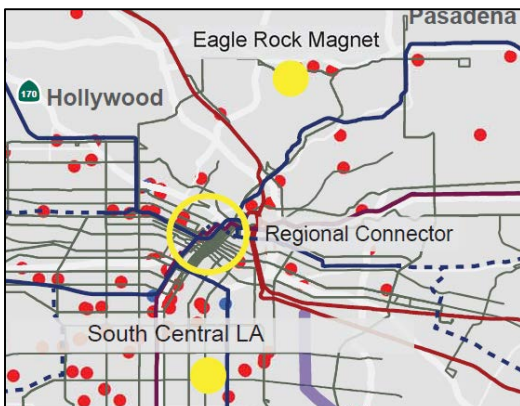 Pasadena
Eagle Rock Magnet
170
Hollywood
Regional Connector
South Central LA